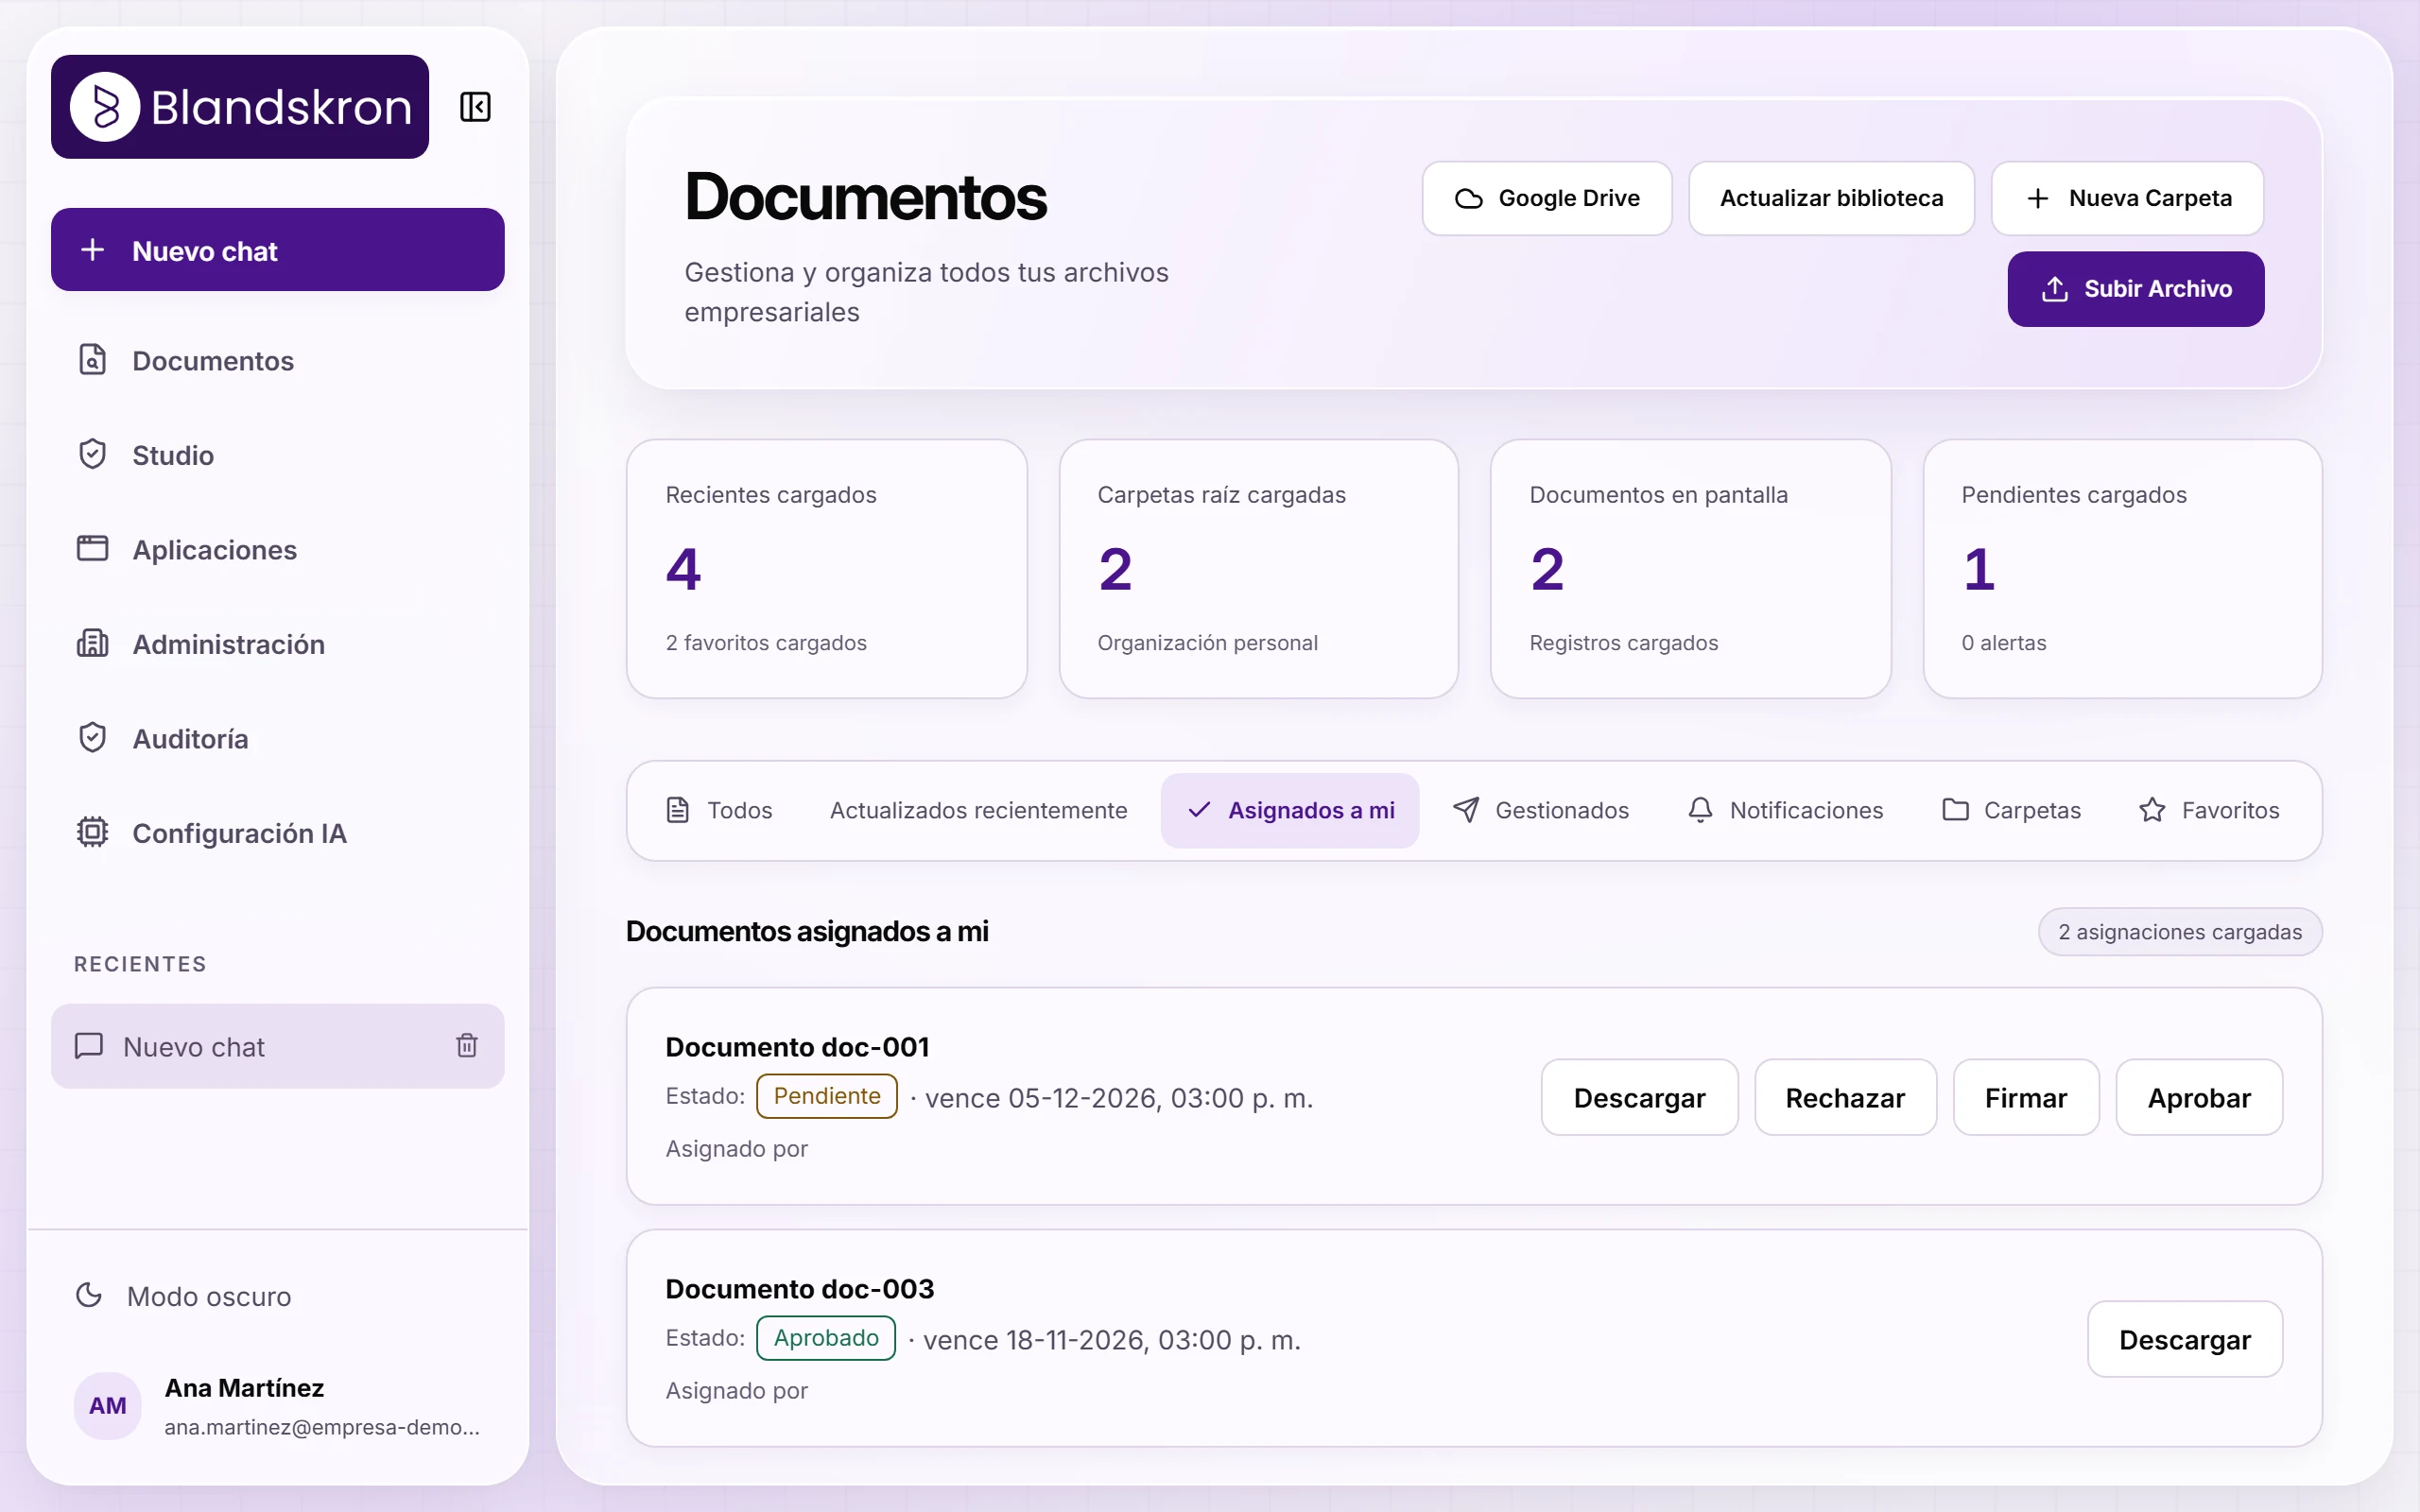 Blandskron
Nuevo chat
Documentos
Studio
Aplicaciones
Administración
Auditoría
Configuración IA
RECIENTES
Nuevo chat
Modo oscuro
AM
Ana Martínez
ana.martinez@empresa-demo...
Documentos
Gestiona y organiza todos tus archivos
empresariales
Google Drive
Actualizar biblioteca
Nueva Carpeta
Subir Archivo
Recientes cargados
4
2 favoritos cargados
Carpetas raíz cargadas
2
Organización personal
Documentos en pantalla
2
Registros cargados
Pendientes cargados
1
0 alertas
Todos
Actualizados recientemente
Asignados a mi
Gestionados
Notificaciones
Carpetas
Favoritos
Documentos asignados a mi
2 asignaciones cargadas
Documento doc-001
Estado: Pendiente · vence 05-12-2026, 03:00 p. m.
Asignado por
Descargar
Rechazar
Firmar
Aprobar
Documento doc-003
Estado: Aprobado · vence 18-11-2026, 03:00 p. m.
Asignado por
Descargar